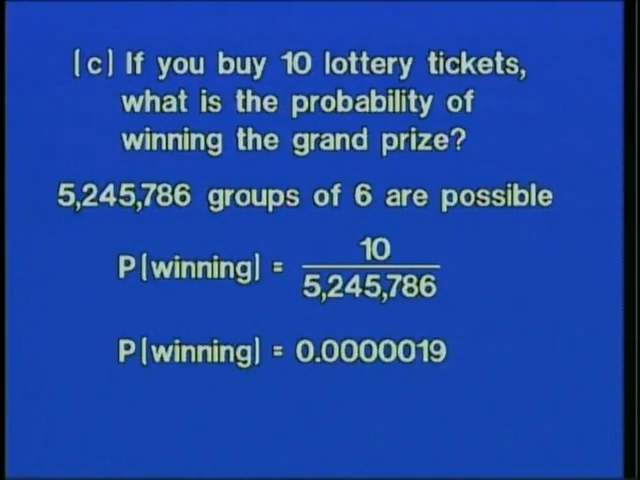 (c) If you buy 10 lottery tickets,
what is the probability of
winning the grand prize?
5,245,786 groups of 6 are possible
P(winning) = 10
5,245,786
P(winning) = 0.0000019